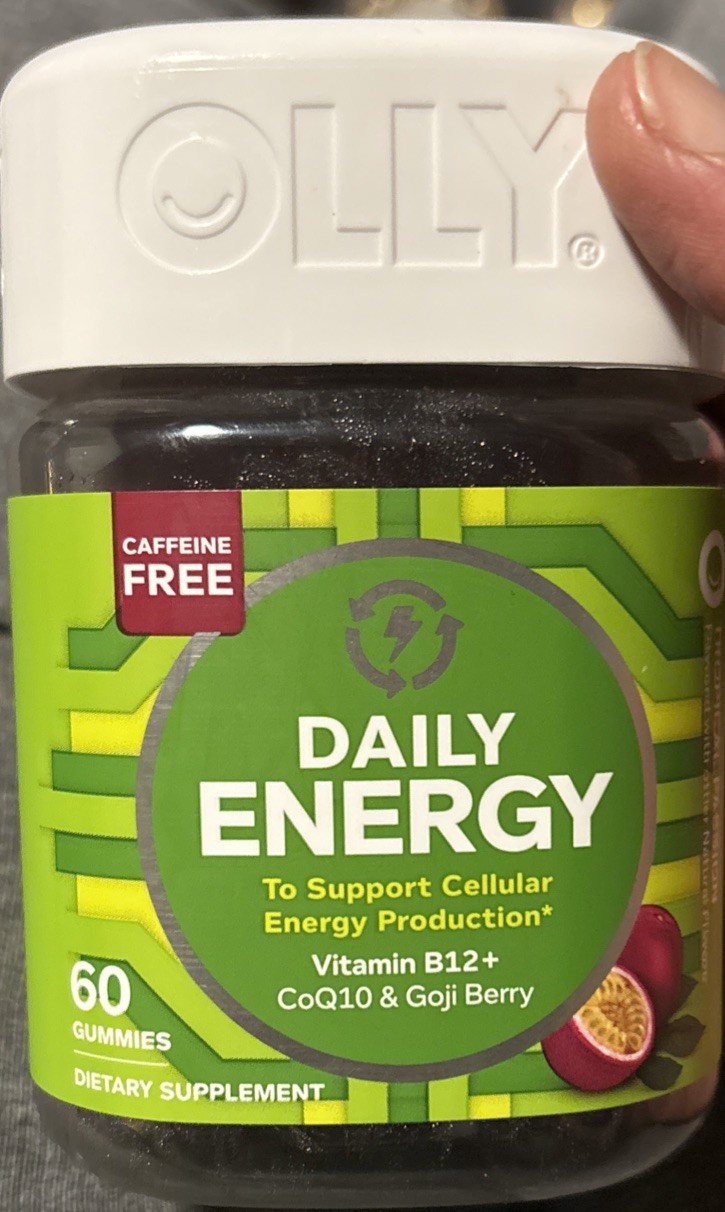 OLLY®
CAFFEINE
FREE
DAILY
ENERGY
To Support Cellular
Energy Production*
Vitamin B12+
CoQ10 & Goji Berry
60
GUMMIES
DIETARY SUPPLEMENT